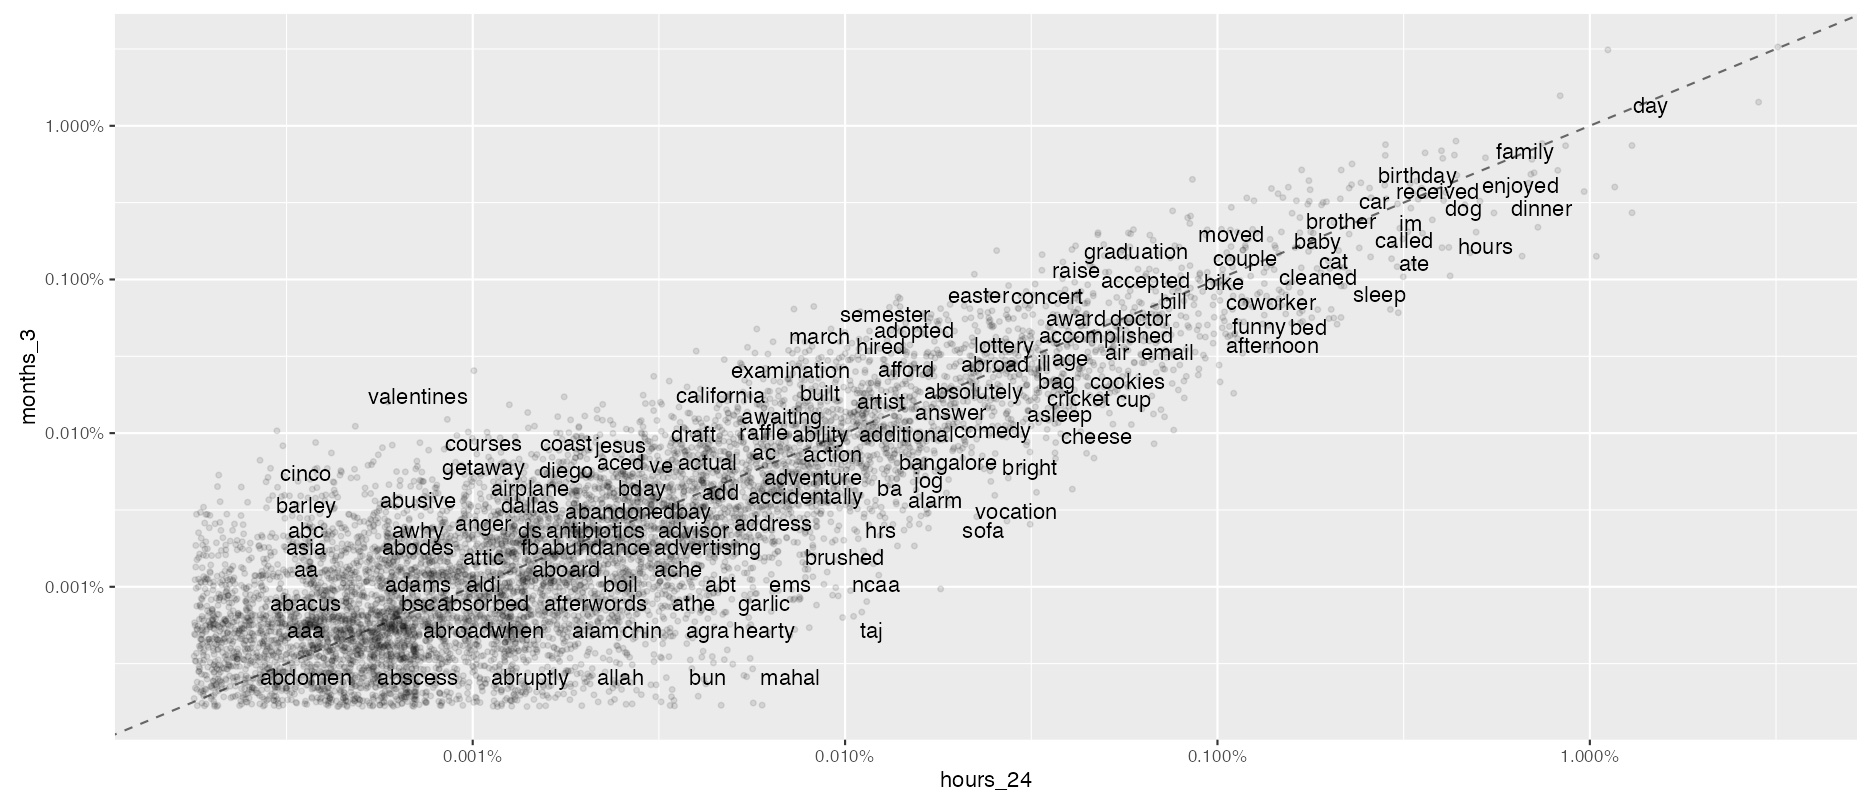 day
1.000%
family
birthday
received enjoyed
car dog dinner
brother im
moved baby called hours
graduation couple cat ate
raise accepted bike cleaned
0.100%
easter concert bill coworker sleep
semester award doctor
march adopted accomplished funny bed
hired lottery air email afternoon
examination afford abroad ill age
valentines california built absolutely bag cookies
awaiting artist answer cricket cup
asleep
0.010%
courses coast jesus draft raffle ability additional comedy cheese
cinco getaway diego aced ve actual ac action bangalore bright
airplane bday add adventure ba jog
barley abusive dallas abandoned bay accidentally alarm vocation
abc awhy anger ds antibiotics advisor address hrs sofa
asia abodes attic fb abundance advertising brushed
aa aboard ache
0.001%
adams aldi boil abt ems ncaa
abacus bsc absorbed afterwords athe garlic
aaa abroad when aiam chin agra hearty taj
abdomen abscess abruptly allah bun mahal
0.001% 0.010% 0.100% 1.000%
hours_24
months_3